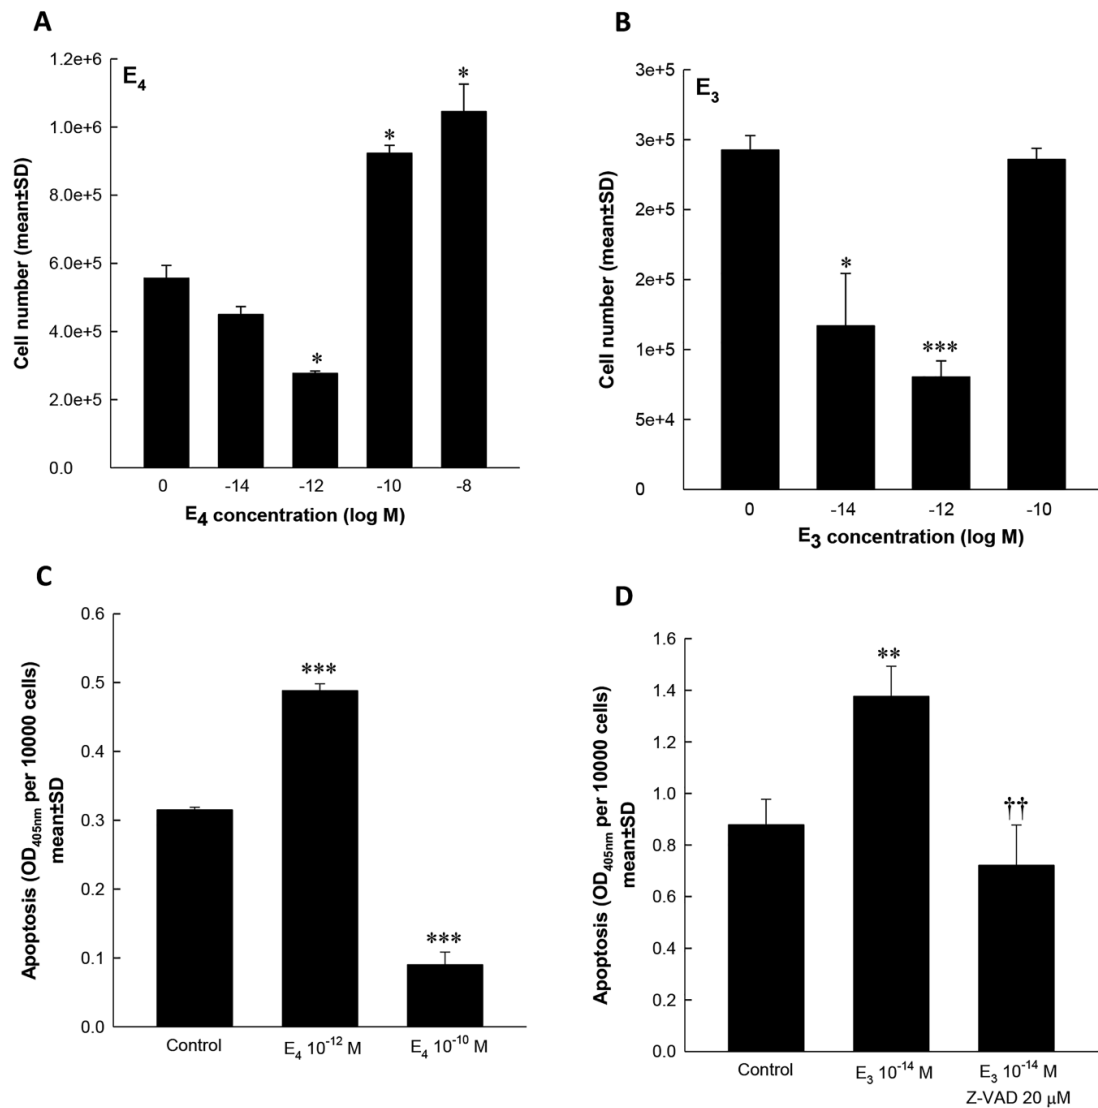 A
E4
Cell number (mean±SD)
1.2e+6
1.0e+6
8.0e+5
6.0e+5
4.0e+5
2.0e+5
0.0
*
*
*
0 -14 -12 -10 -8
E4 concentration (log M)
B
E3
Cell number (mean±SD)
3e+5
3e+5
2e+5
2e+5
1e+5
5e+4
0
*
***
0 -14 -12 -10
E3 concentration (log M)
C
Apoptosis (OD405nm per 10000 cells)
mean±SD
0.6
0.5
0.4
0.3
0.2
0.1
0.0
***
***
Control E4 10-12 M E4 10-10 M
D
Apoptosis (OD405nm per 10000 cells)
mean±SD
1.6
1.4
1.2
1.0
0.8
0.6
0.4
0.2
0.0
**
††
Control E3 10-14 M E3 10-14 M
Z-VAD 20 μM